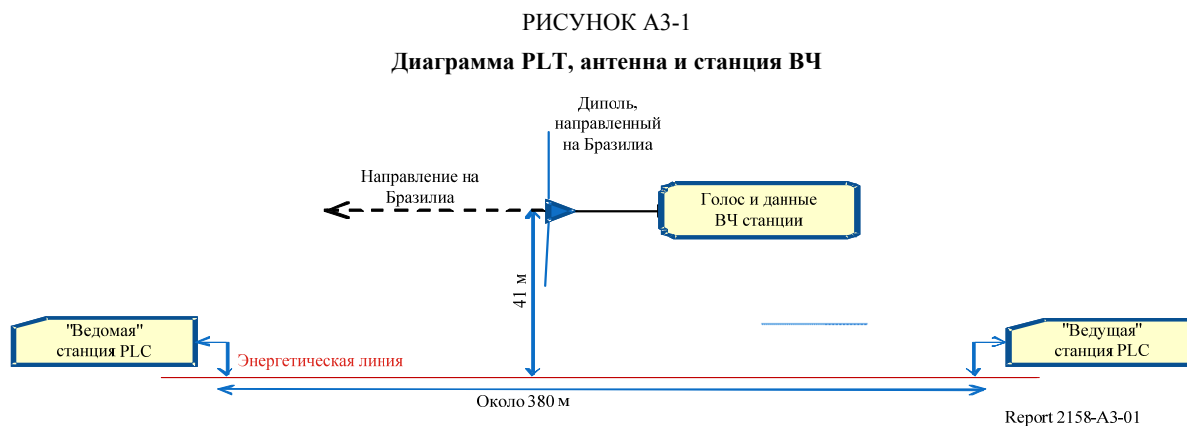 РИСУНОК А3-1
Диаграмма PLT, антенна и станция ВЧ
Диполь,
направленный
на Бразилиа
Направление на
Бразилиа
Голос и данные
ВЧ станции
41 м
"Ведомая"
станция PLC
Энергетическая линия
"Ведущая"
станция PLC
Около 380 м
Report 2158-A3-01